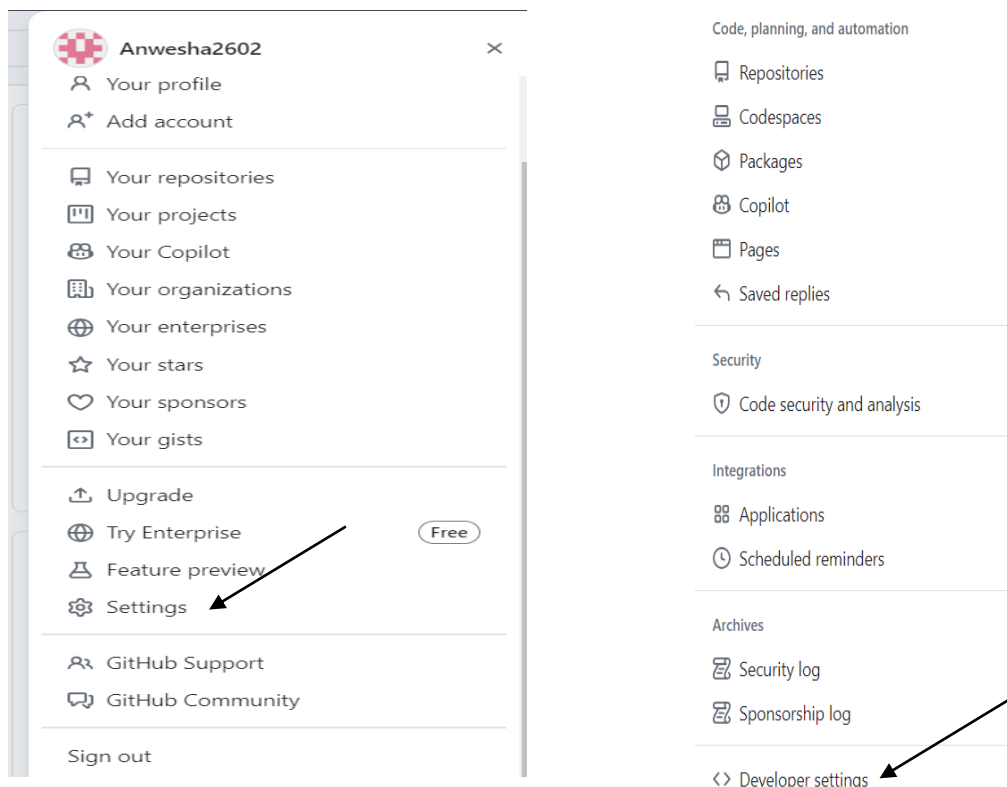 Anwesha2602
Your profile
Add account
Your repositories
Your projects
Your Copilot
Your organizations
Your enterprises
Your stars
Your sponsors
Your gists
Upgrade
Try Enterprise Free
Feature preview
Settings
GitHub Support
GitHub Community
Sign out
Code, planning, and automation
Repositories
Codespaces
Packages
Copilot
Pages
Saved replies
Security
Code security and analysis
Integrations
Applications
Scheduled reminders
Archives
Security log
Sponsorship log
Developer settings